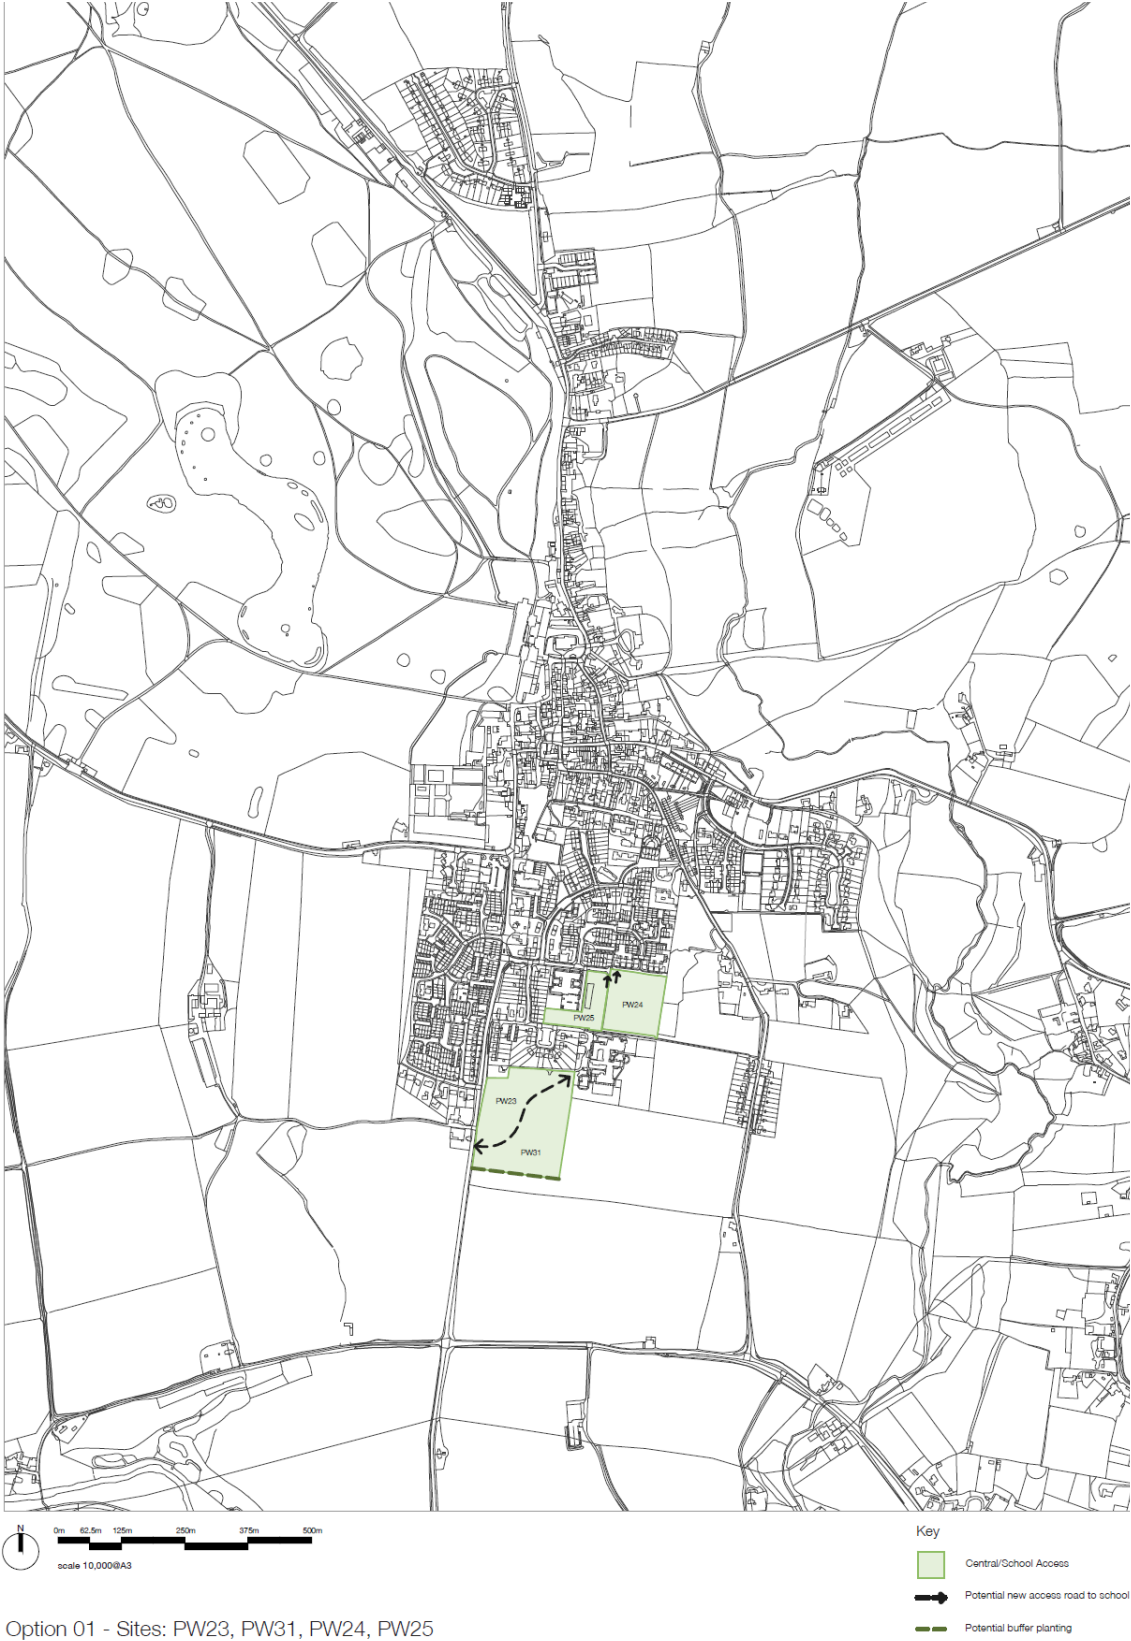 PW24
PW25
PW23
PW31
N
0m 62.5m 125m 250m 375m 500m
scale 10,000@A3
Key
Central/School Access
Potential new access road to school
Potential buffer planting
Option 01 - Sites: PW23, PW31, PW24, PW25